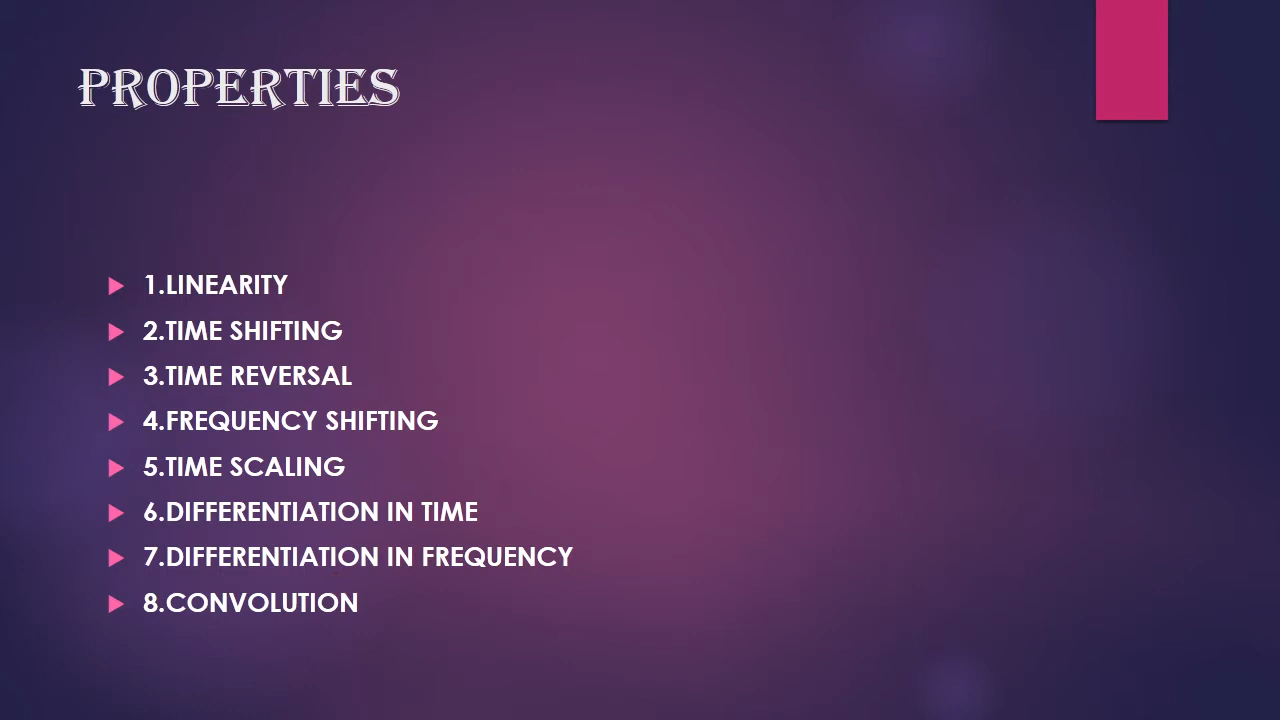 PROPERTIES
1.LINEARITY
2.TIME SHIFTING
3.TIME REVERSAL
4.FREQUENCY SHIFTING
5.TIME SCALING
6.DIFFERENTIATION IN TIME
7.DIFFERENTIATION IN FREQUENCY
8.CONVOLUTION